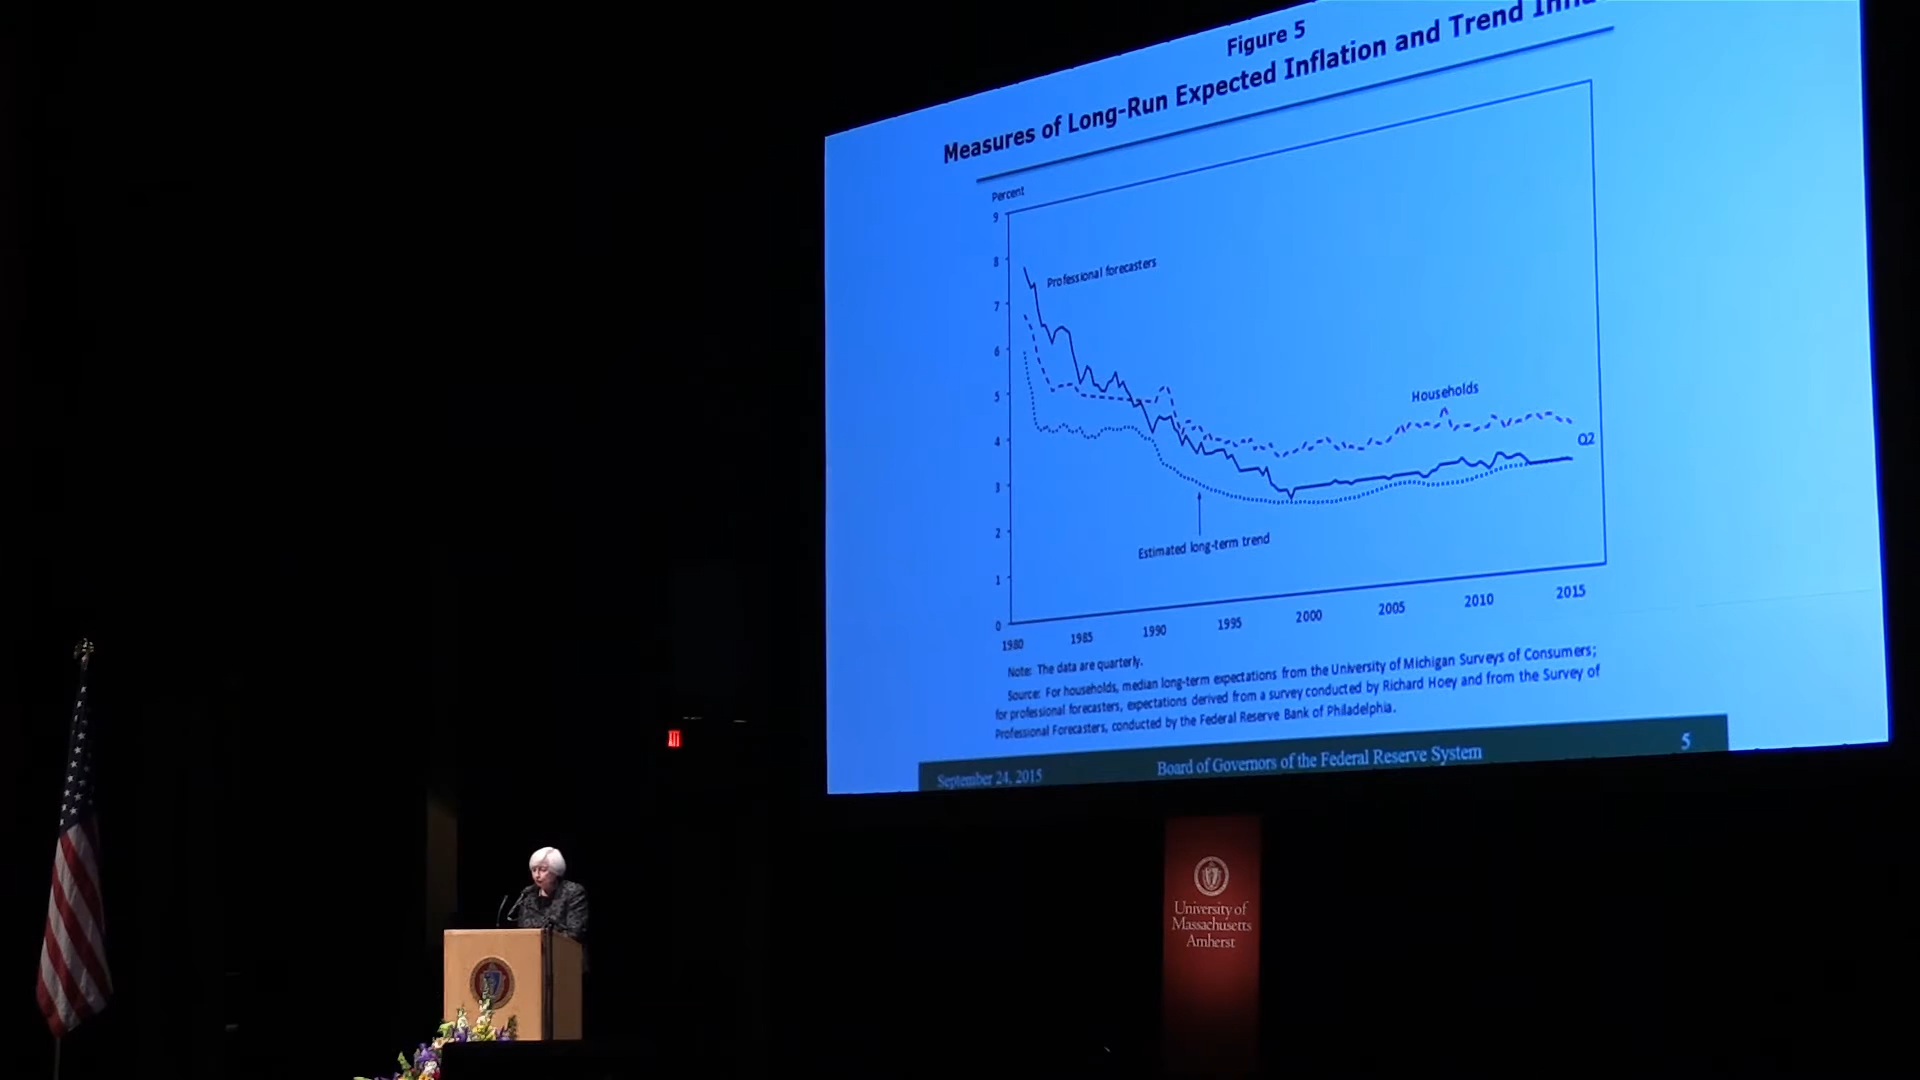 Figure 5
Measures of Long-Run Expected Inflation and Trend
Percent
9
8
7
6
5
4
3
2
1
0
Professional forecasters
Households
Q2
Estimated long-term trend
1980 1985 1990 1995 2000 2005 2010 2015
Note: The data are quarterly.
Source: For households, median long-term expectations from the University of Michigan Surveys of Consumers;
for professional forecasters, expectations derived from a survey conducted by Richard Hoey and from the Survey of
Professional Forecasters, conducted by the Federal Reserve Bank of Philadelphia.
September 24, 2015 Board of Governors of the Federal Reserve System 5
University of
Massachusetts
Amherst